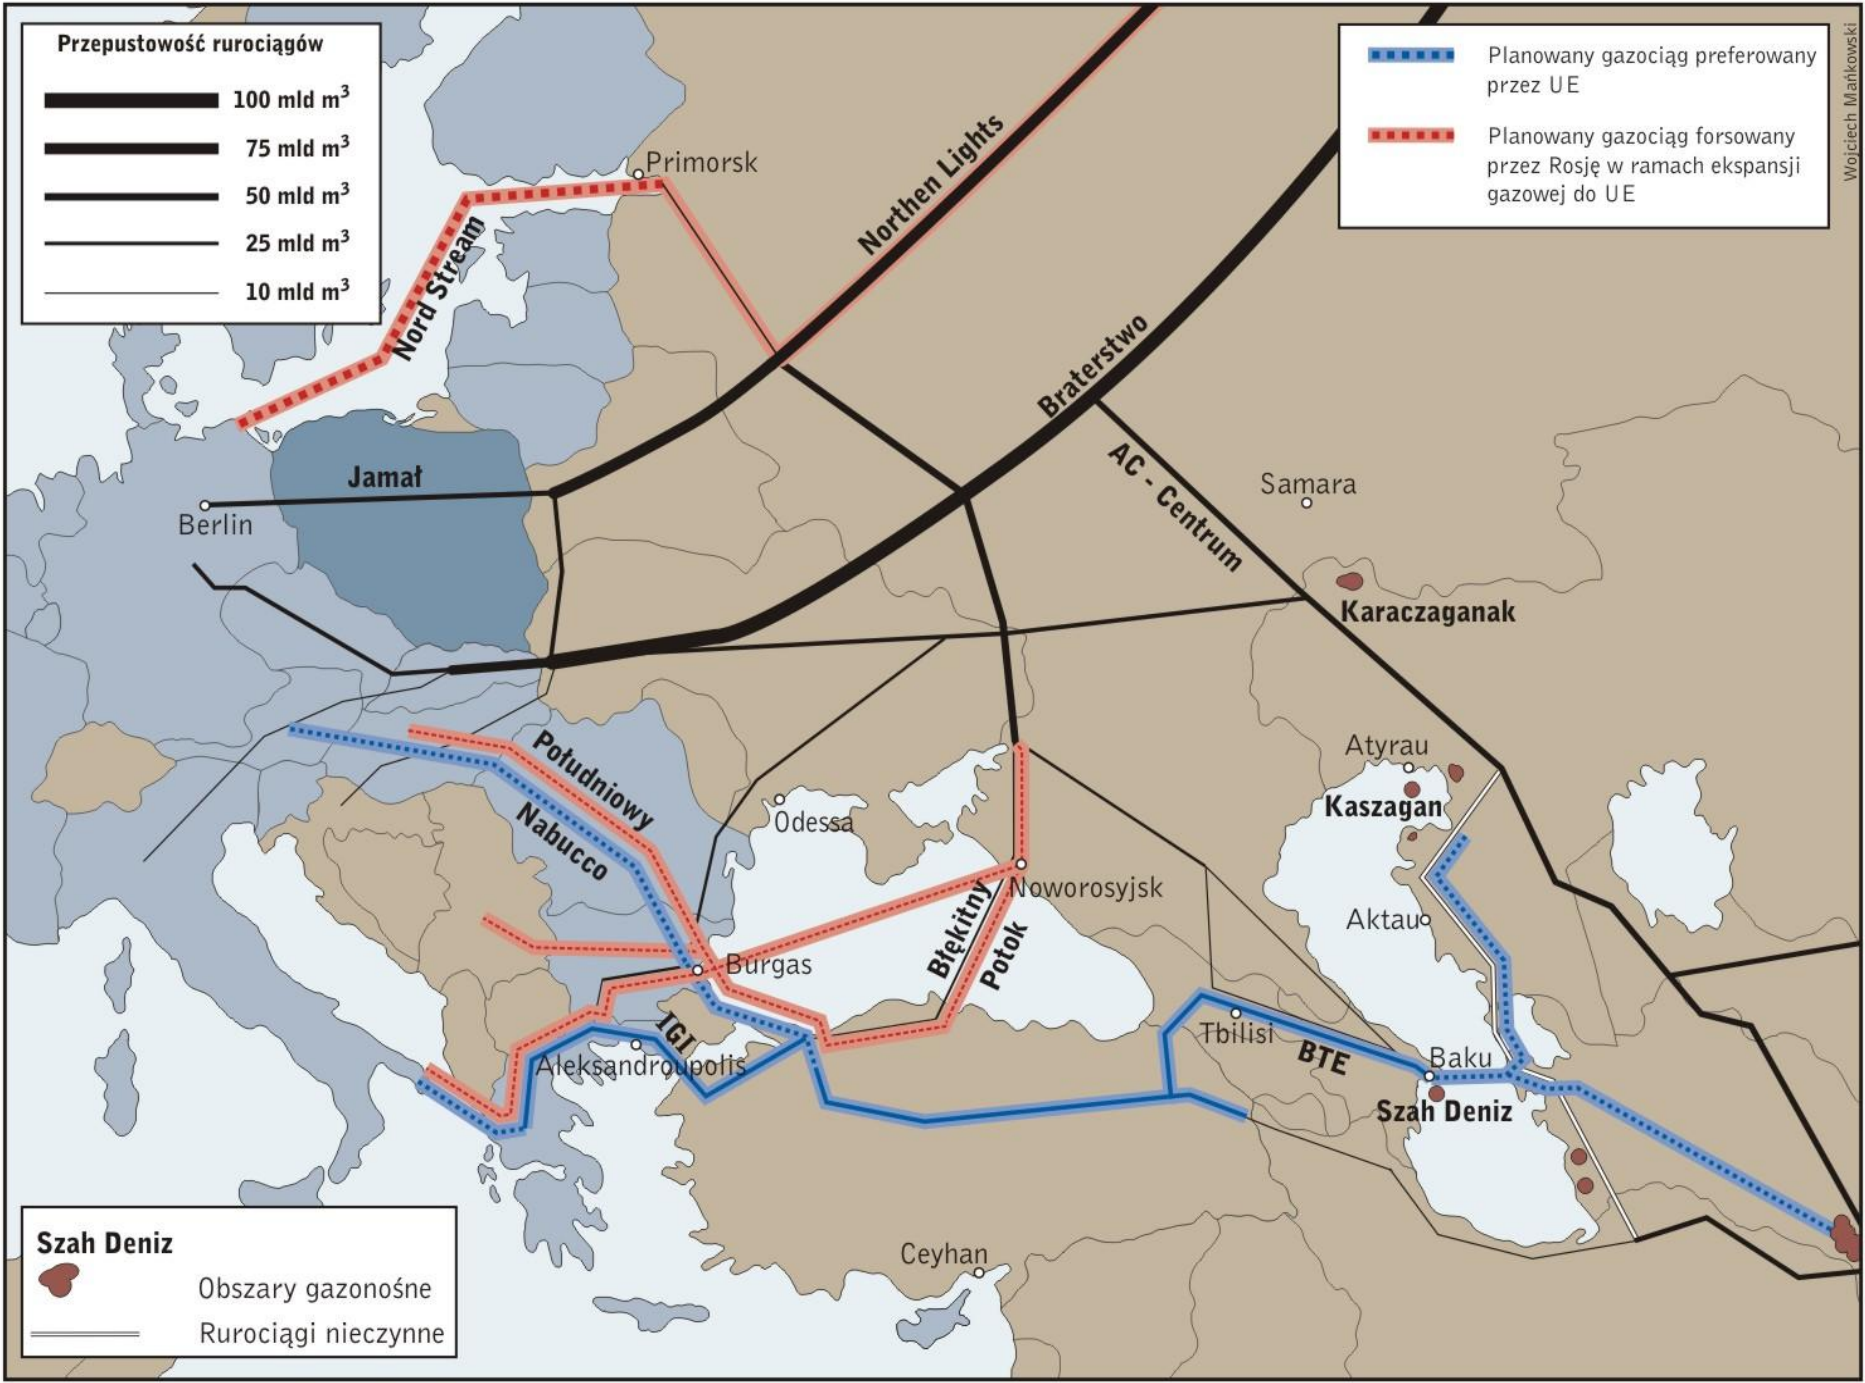 Przepustowość rurociągów
100 mld m³
75 mld m³
50 mld m³
25 mld m³
10 mld m³
Planowany gazociąg preferowany
przez UE
Planowany gazociąg forsowany
przez Rosję w ramach ekspansji
gazowej do UE
Wojciech Mańkowski
Primorsk
Northen Lights
Nord Stream
Braterstwo
Jamał
Berlin
AC - Centrum
Samara
Karaczaganak
Południowy
Nabucco
Odessa
Atyrau
Kaszagan
Noworosyjsk
Aktau
Błękitny
Potok
Burgas
IGI
Aleksandroupolis
Tbilisi
BTE
Baku
Szah Deniz
Ceyhan
Szah Deniz
Obszary gazonośne
Rurociągi nieczynne